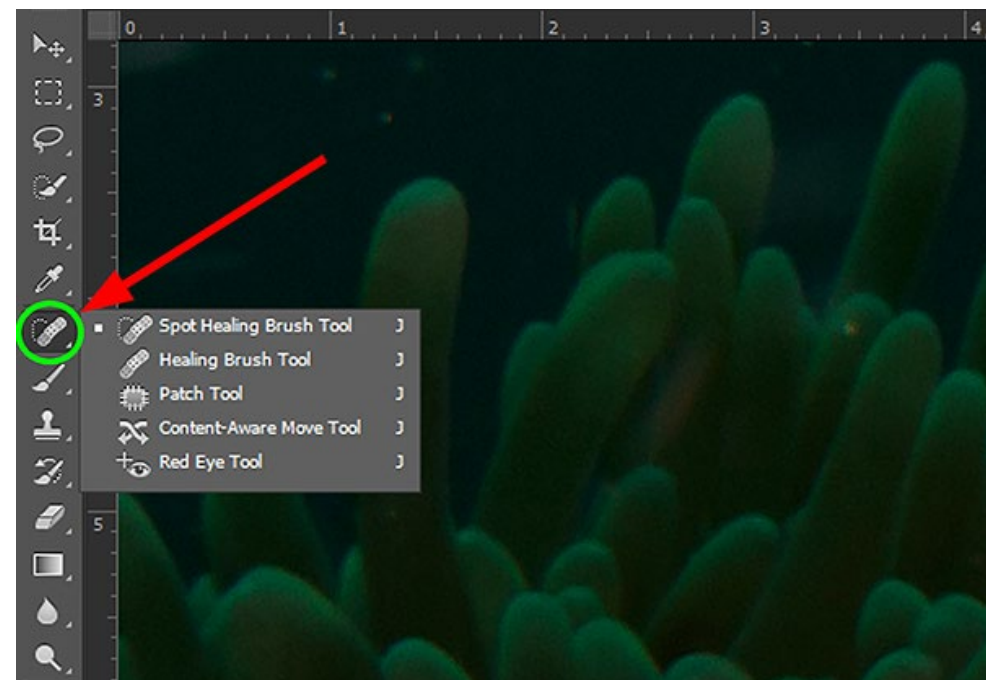 0 1 2 3 4
3
Spot Healing Brush Tool J
Healing Brush Tool J
Patch Tool J
Content-Aware Move Tool J
Red Eye Tool J
5